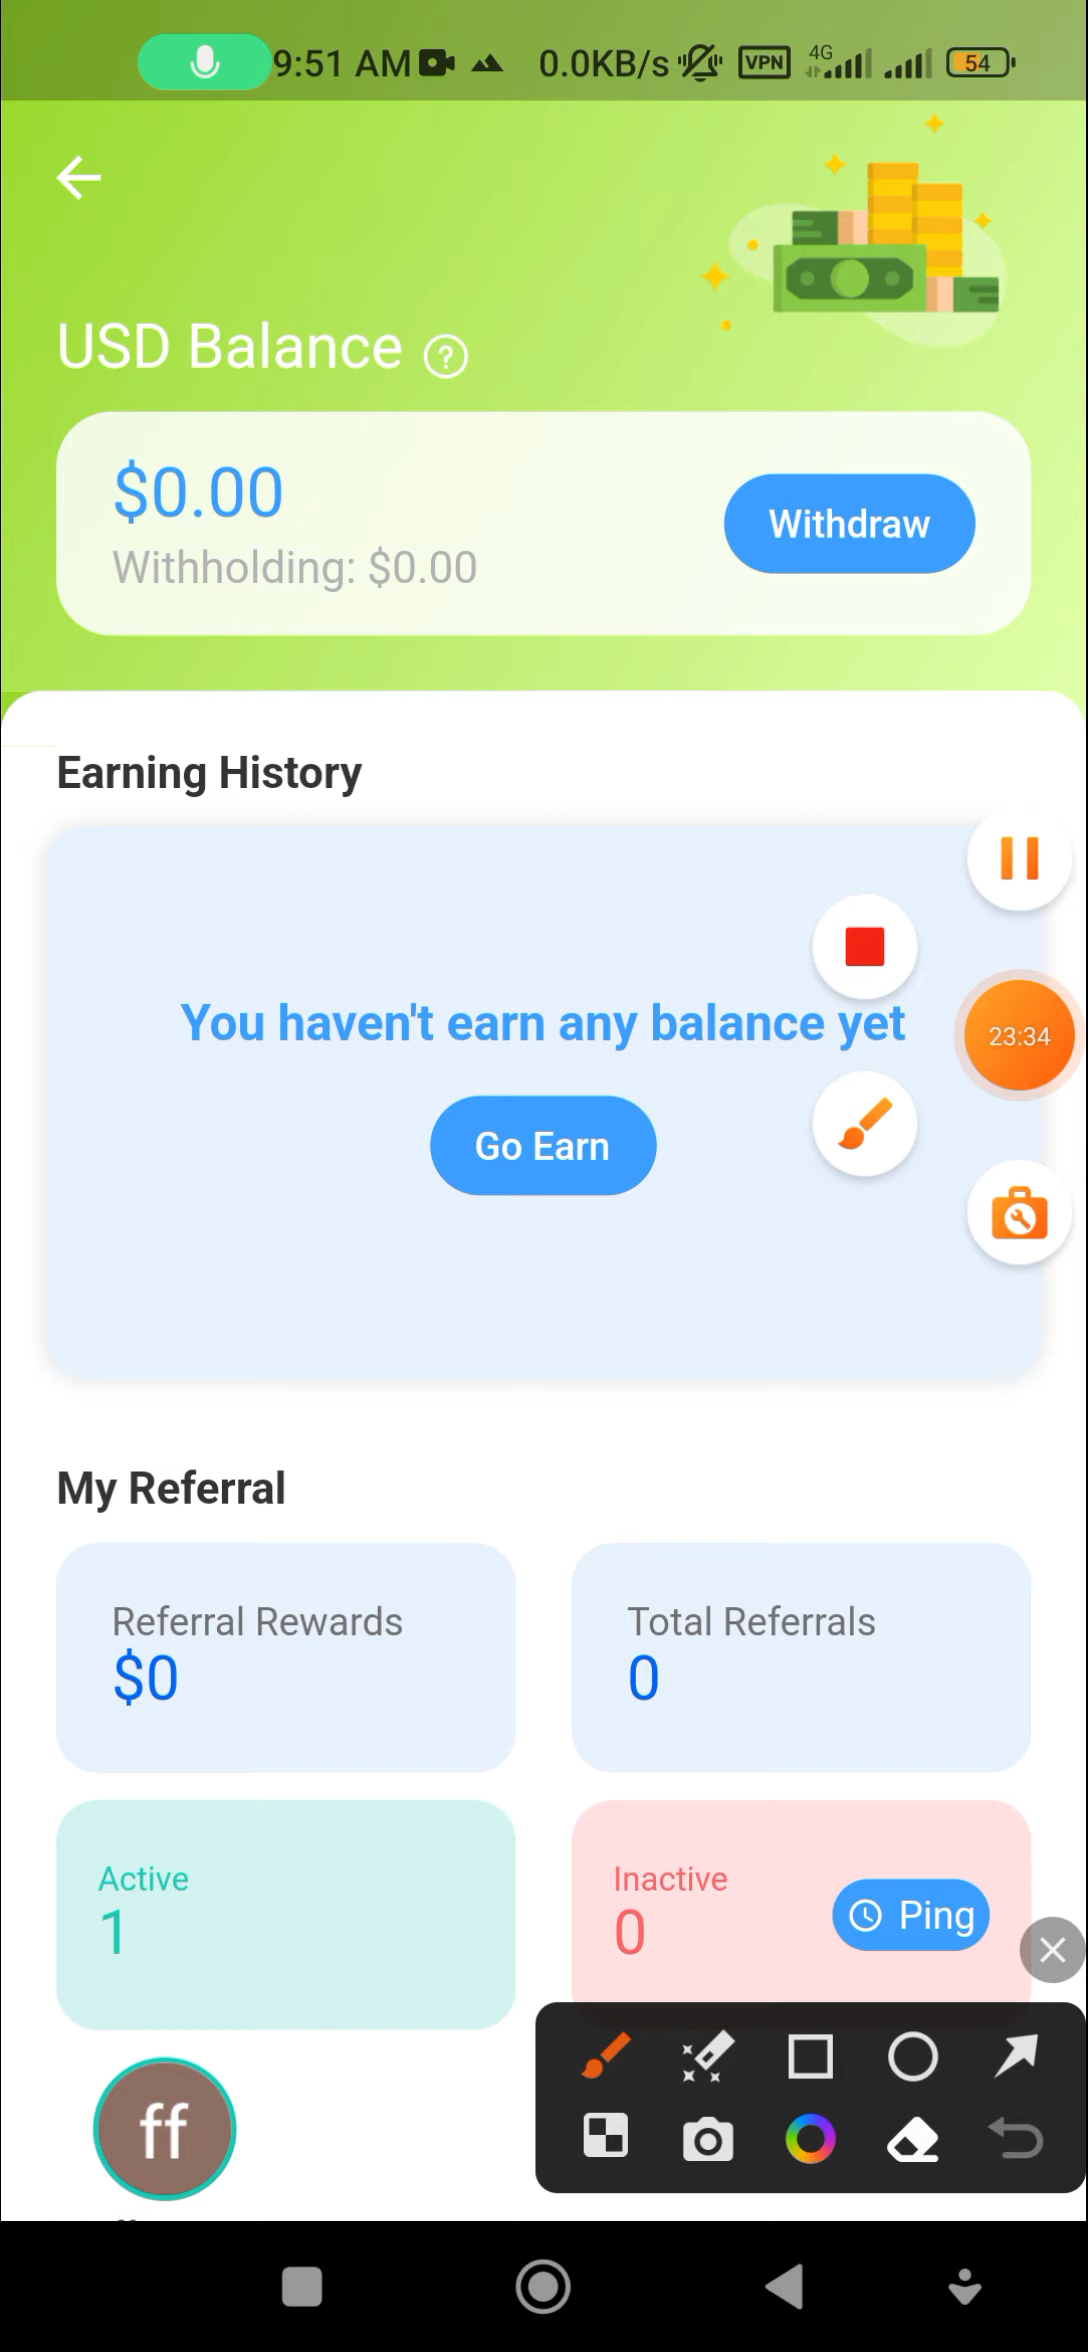 9:51 AM 0.0KB/s VPN 4G 54
USD Balance ?
$0.00
Withholding: $0.00
Withdraw
Earning History
You haven't earn any balance yet
23:34
Go Earn
My Referral
Referral Rewards
$0
Total Referrals
0
Active
1
Inactive
0
Ping
ff